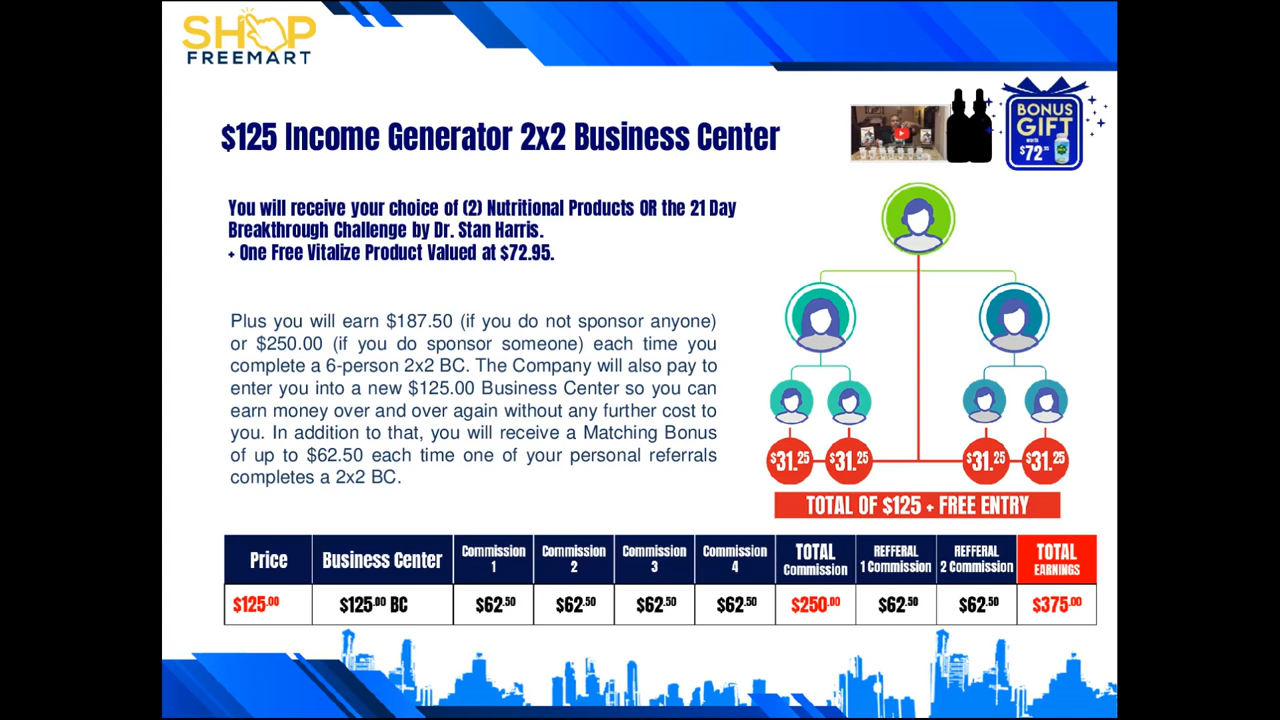 SHOP
FREEMART
$125 Income Generator 2x2 Business Center
BONUS
GIFT
$72.95
You will receive your choice of (2) Nutritional Products OR the 21 Day
Breakthrough Challenge by Dr. Stan Harris.
+ One Free Vitalize Product Valued at $72.95.
Plus you will earn $187.50 (if you do not sponsor anyone)
or $250.00 (if you do sponsor someone) each time you
complete a 6-person 2x2 BC. The Company will also pay to
enter you into a new $125.00 Business Center so you can
earn money over and over again without any further cost to
you. In addition to that, you will receive a Matching Bonus
of up to $62.50 each time one of your personal referrals
completes a 2x2 BC.
$31.25 $31.25 $31.25 $31.25
TOTAL OF $125 + FREE ENTRY
Price Business Center Commission 1 Commission 2 Commission 3 Commission 4 TOTAL Commission REFFERAL 1 Commission REFFERAL 2 Commission TOTAL EARNINGS
$125.00 $125.00 BC $62.50 $62.50 $62.50 $62.50 $250.00 $62.50 $62.50 $375.00